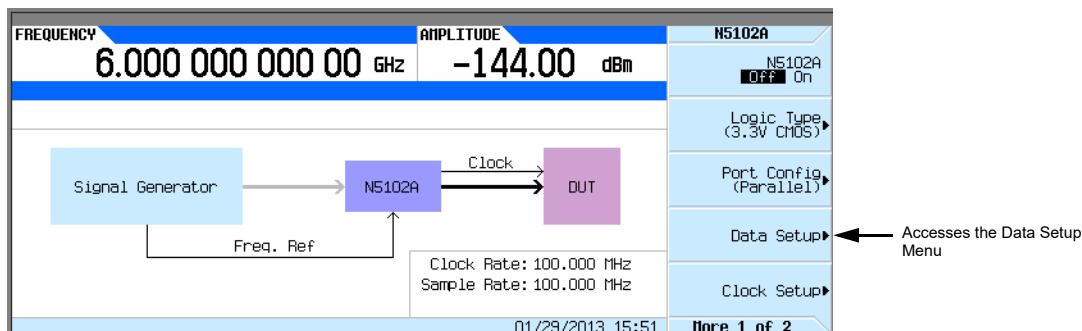 FREQUENCY
6.000 000 000 00 GHz
AMPLITUDE
-144.00 dBm
N5102A
N5102A
Off On
Logic Type
(3.3V CMOS)
Port Config
(Parallel)
Data Setup
Clock Setup
More 1 of 2
Signal Generator
N5102A
Clock
DUT
Freq. Ref
Clock Rate: 100.000 MHz
Sample Rate: 100.000 MHz
01/29/2013 15:51
Accesses the Data Setup
Menu